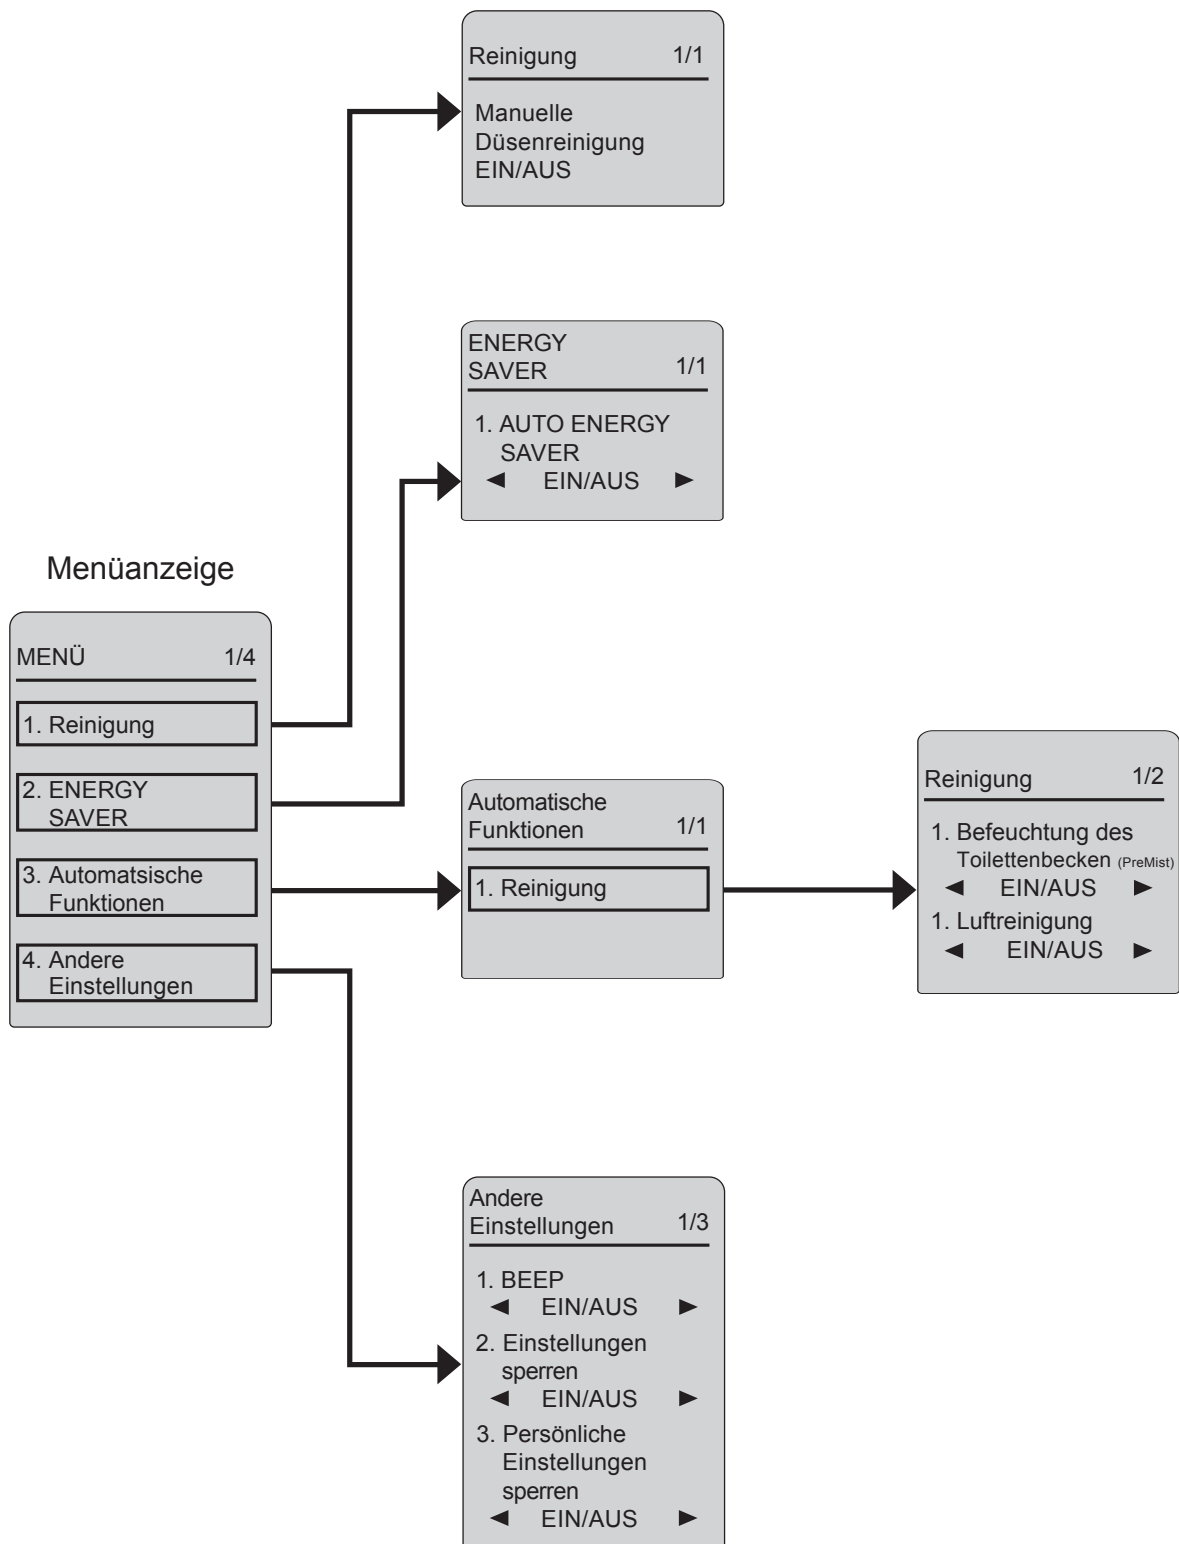 Reinigung 1/1
Manuelle
Düsenreinigung
EIN/AUS
ENERGY
SAVER 1/1
1. AUTO ENERGY
SAVER
◄ EIN/AUS ►
Menüanzeige
MENÜ 1/4
1. Reinigung
2. ENERGY
SAVER
3. Automatsische
Funktionen
4. Andere
Einstellungen
Automatische
Funktionen 1/1
1. Reinigung
Reinigung 1/2
1. Befeuchtung des
Toilettenbecken (PreMist)
◄ EIN/AUS ►
1. Luftreinigung
◄ EIN/AUS ►
Andere
Einstellungen 1/3
1. BEEP
◄ EIN/AUS ►
2. Einstellungen
sperren
◄ EIN/AUS ►
3. Persönliche
Einstellungen
sperren
◄ EIN/AUS ►